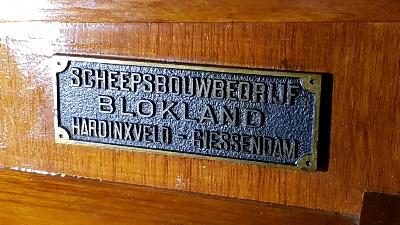 SCHEEPSBOUWBEDRIJF
BLOKLAND
HARDINXVELD - GIESSENDAM